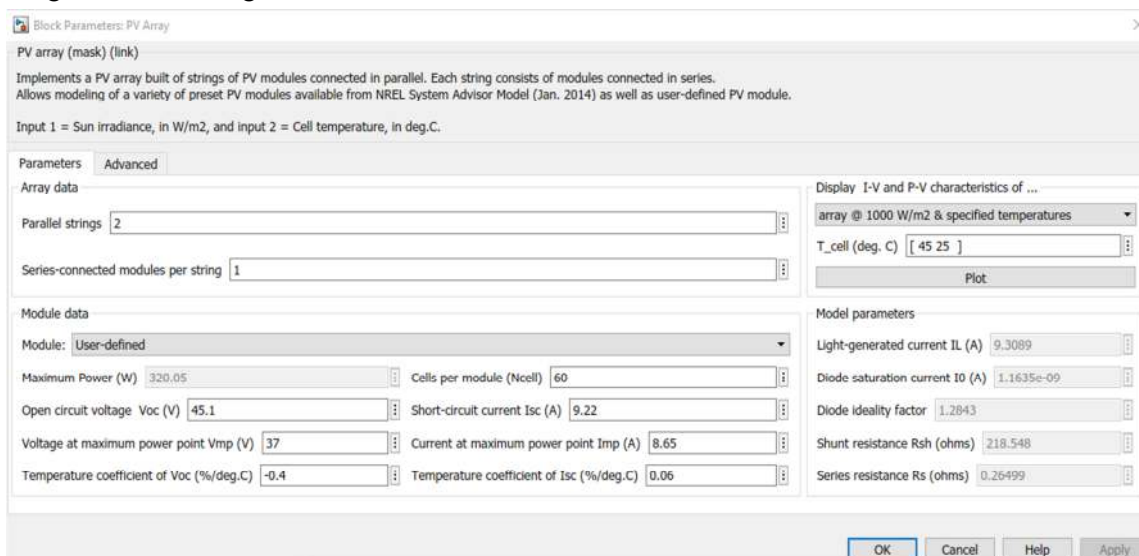 Block Parameters: PV Array
PV array (mask) (link)
Implements a PV array built of strings of PV modules connected in parallel. Each string consists of modules connected in series.
Allows modeling of a variety of preset PV modules available from NREL System Advisor Model (Jan. 2014) as well as user-defined PV module.
Input 1 = Sun irradiance, in W/m2, and input 2 = Cell temperature, in deg.C.
Parameters Advanced
Array data
Parallel strings 2
Series-connected modules per string 1
Display I-V and P-V characteristics of ...
array @ 1000 W/m2 & specified temperatures
T_cell (deg. C) [ 45 25 ]
Plot
Module data
Module: User-defined
Maximum Power (W) 320.05 Cells per module (Ncell) 60
Open circuit voltage Voc (V) 45.1 Short-circuit current Isc (A) 9.22
Voltage at maximum power point Vmp (V) 37 Current at maximum power point Imp (A) 8.65
Temperature coefficient of Voc (%/deg.C) -0.4 Temperature coefficient of Isc (%/deg.C) 0.06
Model parameters
Light-generated current IL (A) 9.3089
Diode saturation current I0 (A) 1.1635e-09
Diode ideality factor 1.2843
Shunt resistance Rsh (ohms) 218.548
Series resistance Rs (ohms) 0.26499
OK Cancel Help Apply